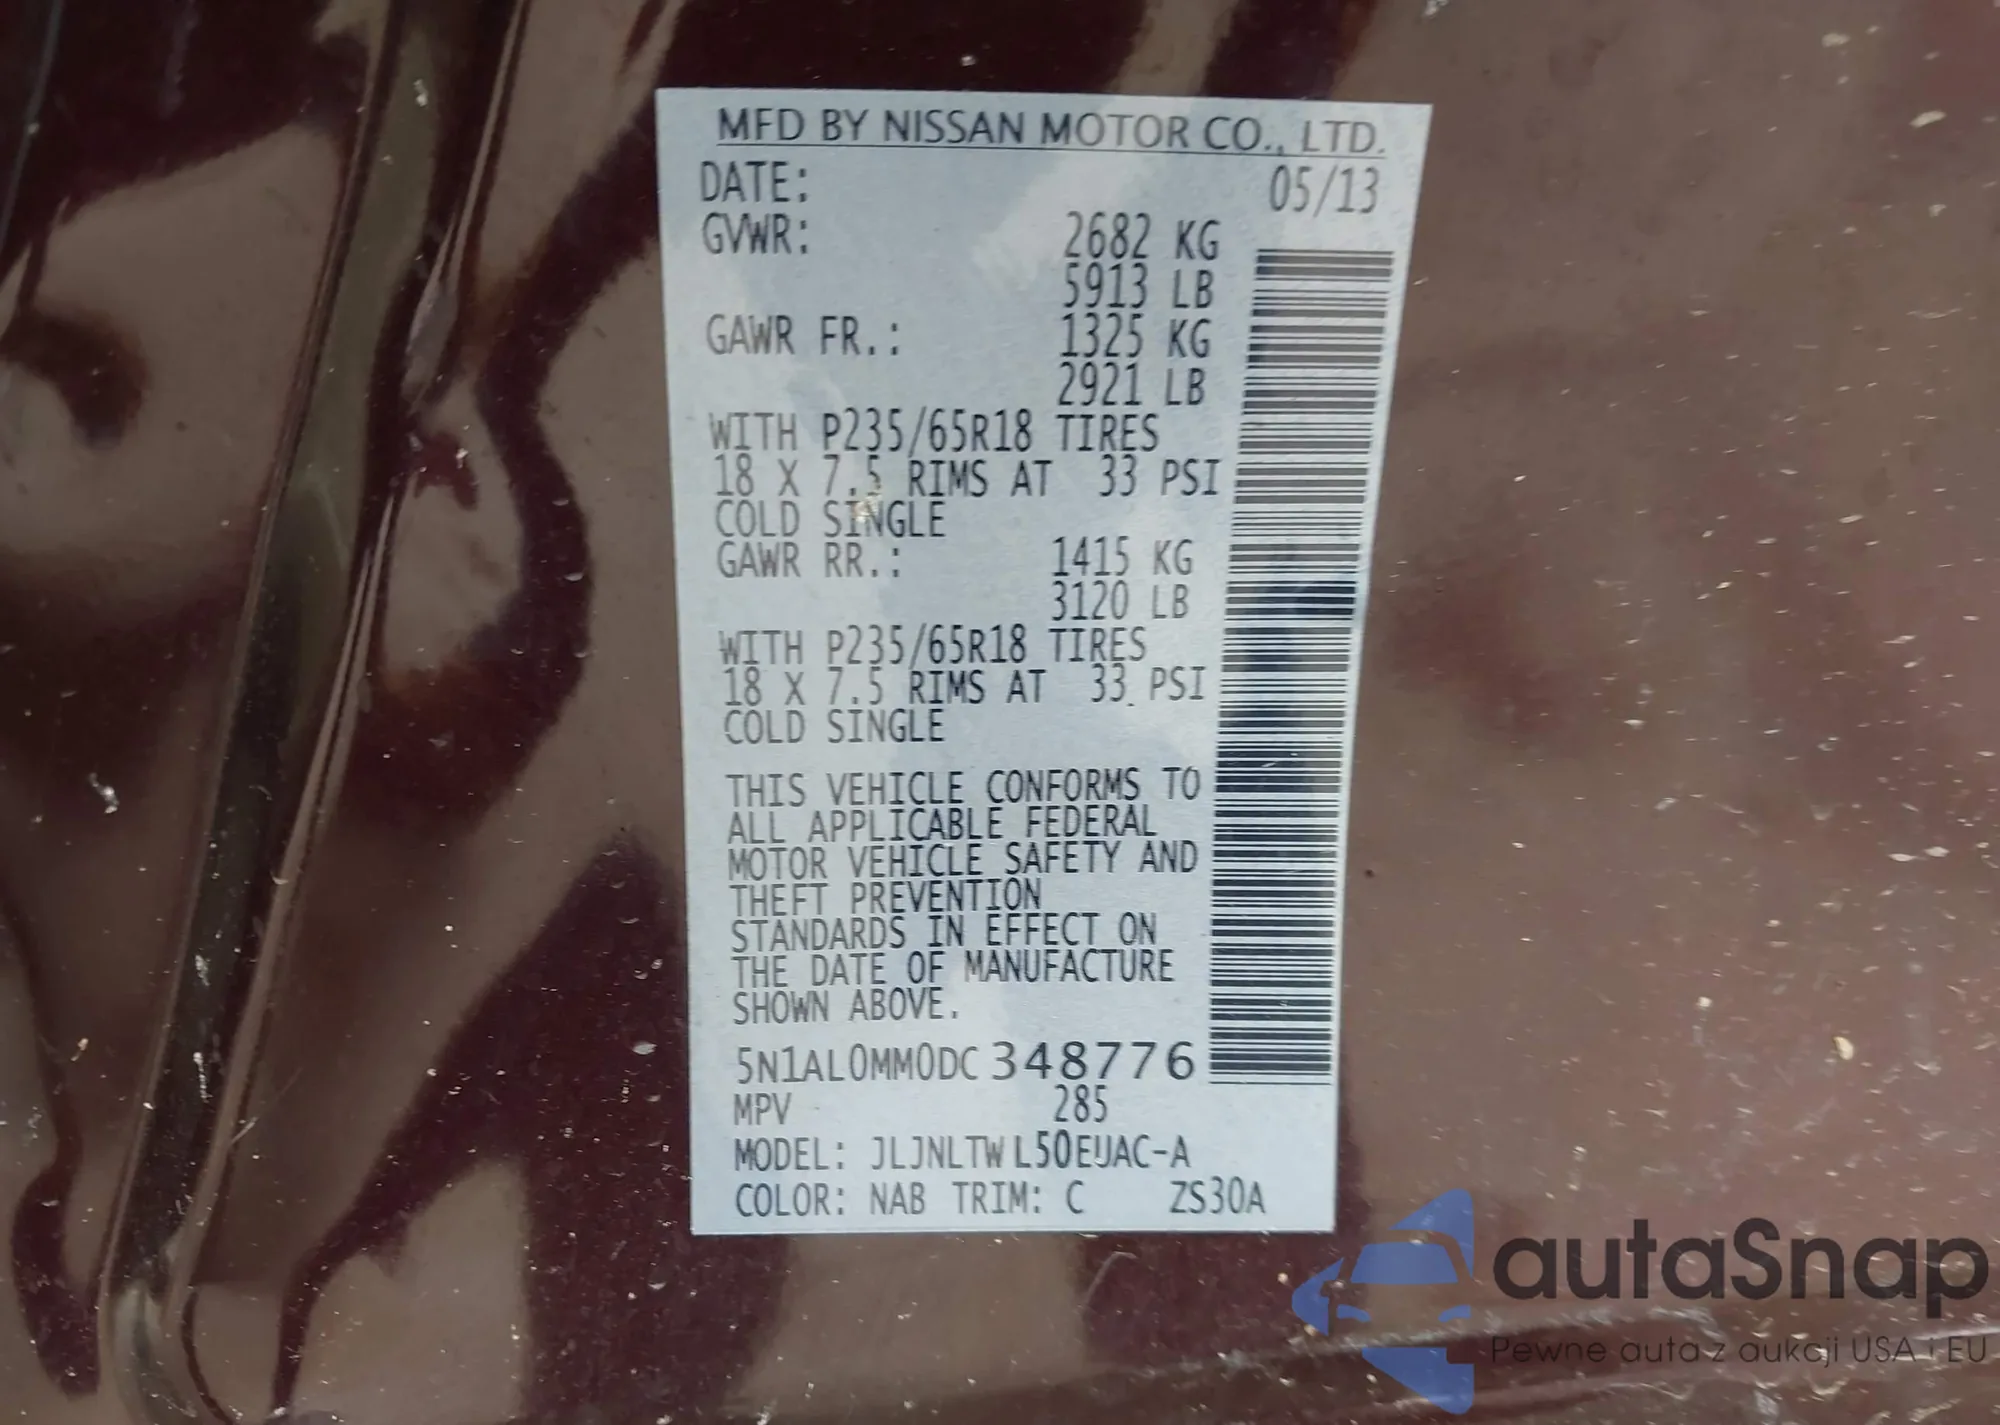 MFD BY NISSAN MOTOR CO., LTD.
DATE: 05/13
GVWR: 2682 KG
5913 LB
GAWR FR.: 1325 KG
2921 LB
WITH P235/65R18 TIRES
18 X 7.5 RIMS AT 33 PSI
COLD SINGLE
GAWR RR.: 1415 KG
3120 LB
WITH P235/65R18 TIRES
18 X 7.5 RIMS AT 33 PSI
COLD SINGLE
THIS VEHICLE CONFORMS TO
ALL APPLICABLE FEDERAL
MOTOR VEHICLE SAFETY AND
THEFT PREVENTION
STANDARDS IN EFFECT ON
THE DATE OF MANUFACTURE
SHOWN ABOVE.
5N1AL0MM0DC348776
MPV 285
MODEL: JLJNLTWL50EUAC-A
COLOR: NAB TRIM: C ZS30A
autaSnap
Pewne auta z aukcji USA i EU